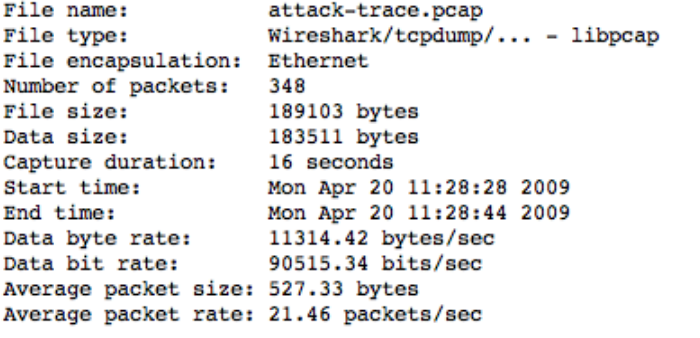 File name: attack-trace.pcap
File type: Wireshark/tcpdump/... - libpcap
File encapsulation: Ethernet
Number of packets: 348
File size: 189103 bytes
Data size: 183511 bytes
Capture duration: 16 seconds
Start time: Mon Apr 20 11:28:28 2009
End time: Mon Apr 20 11:28:44 2009
Data byte rate: 11314.42 bytes/sec
Data bit rate: 90515.34 bits/sec
Average packet size: 527.33 bytes
Average packet rate: 21.46 packets/sec